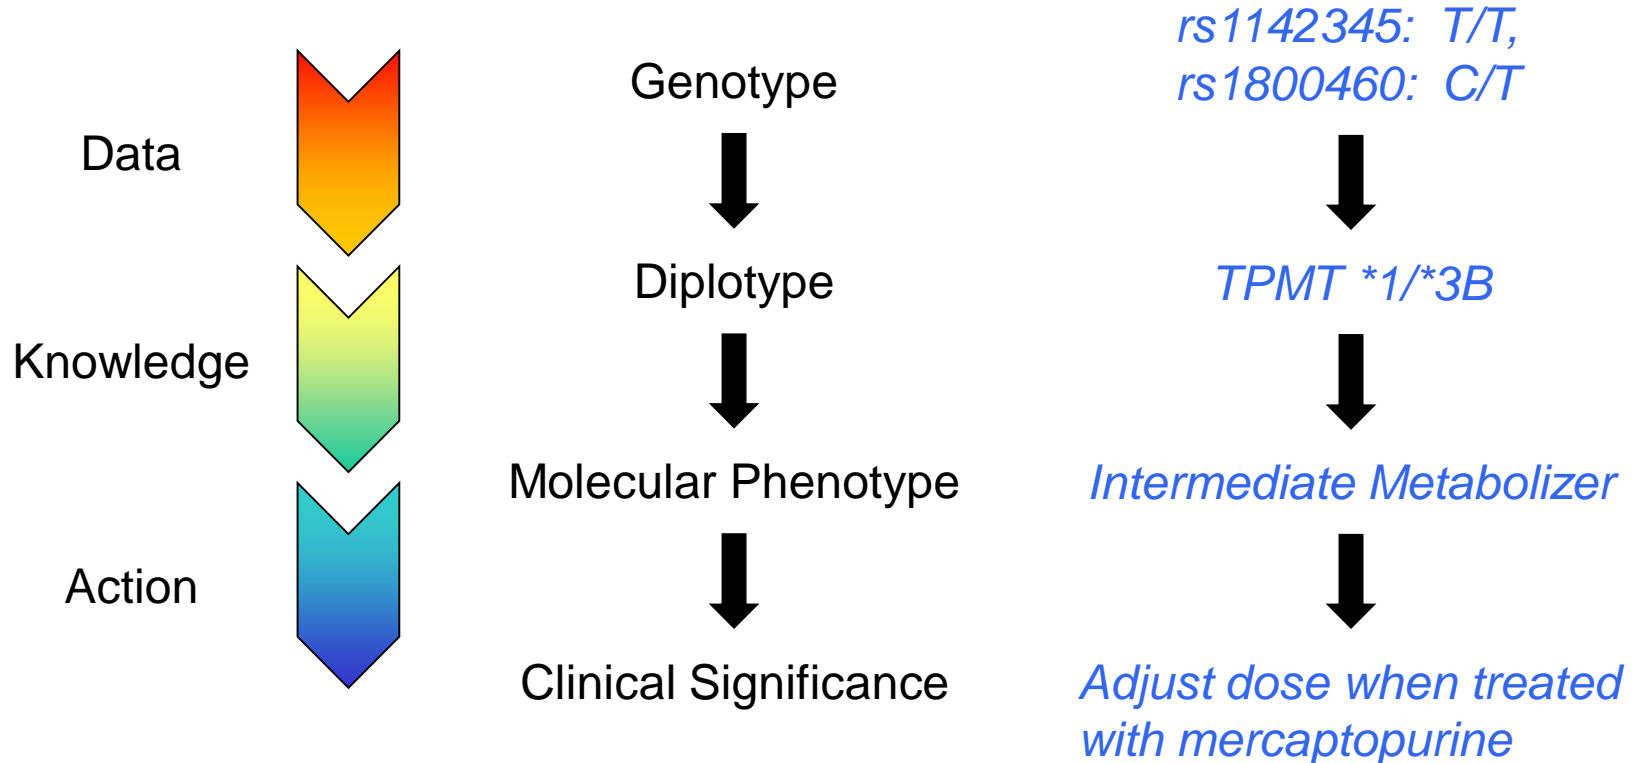 Data
Knowledge
Action
Genotype
Diplotype
Molecular Phenotype
Clinical Significance
rs1142345:  T/T,
rs1800460:  C/T
TPMT *1/*3B
Intermediate Metabolizer
Adjust dose when treated
with mercaptopurine